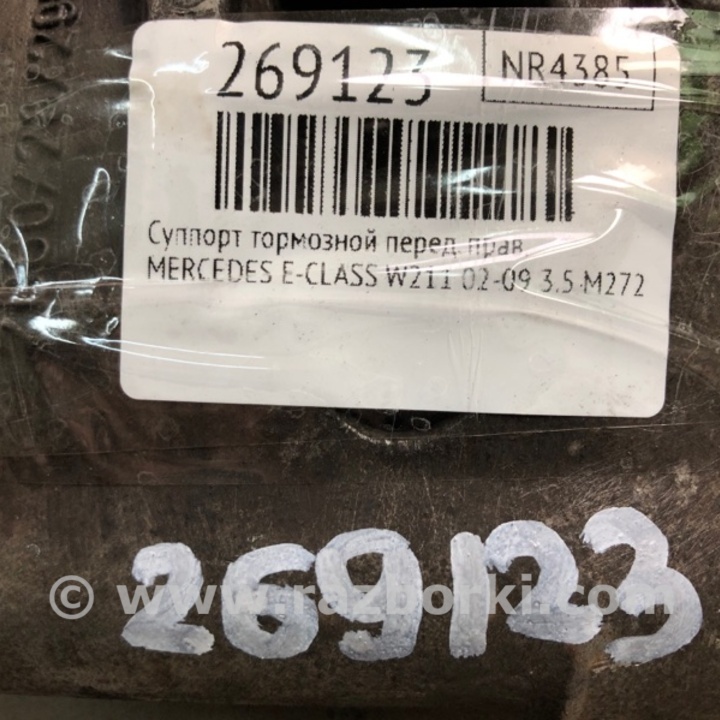 269123
NR4385
Суппорт тормозной перед. прав.
MERCEDES E-CLASS W211 02-09 3.5 M272
269123
© www.razborki.com